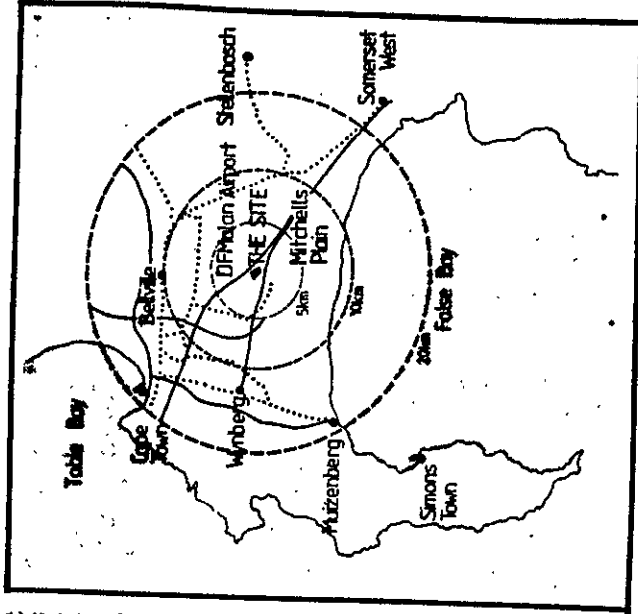 Table Bay
Cape
Town
Bellville
Stellenbosch
DF Malan Airport
THE SITE
Somerset
West
Mitchells
Plain
Wynberg
5km
10km
20km
False Bay
Muizenberg
Simons
Town